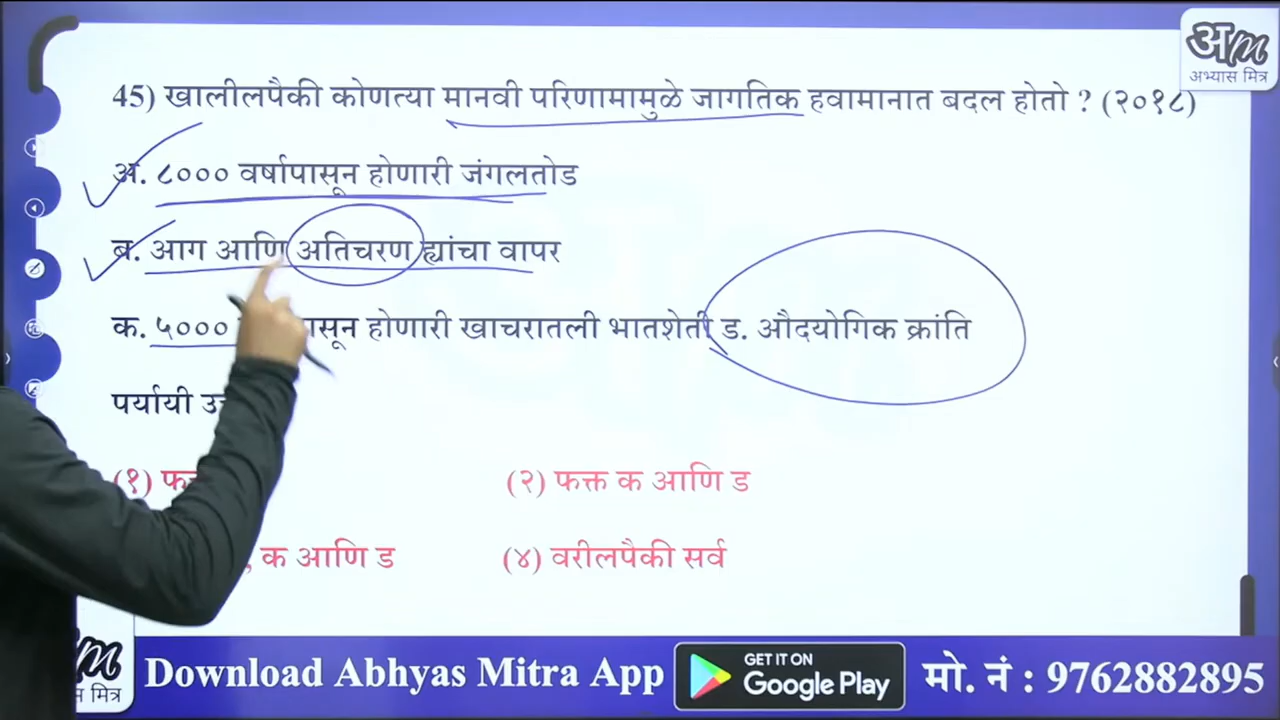 अm
अभ्यास मित्र
45) खालीलपैकी कोणत्या मानवी परिणामामुळे जागतिक हवामानात बदल होतो ? (२०१८)
अ. ८००० वर्षापासून होणारी जंगलतोड
ब. आग आणि अतिचरण ह्यांचा वापर
क. ५००० होणारी खाचरातली भातशेती ड. औदयोगिक क्रांति
पर्यायी
(१) (२) फक्त क आणि ड
, क आणि ड (४) वरीलपैकी सर्व
मित्र
Download Abhyas Mitra App
GET IT ON
Google Play
मो. नं : 9762882895